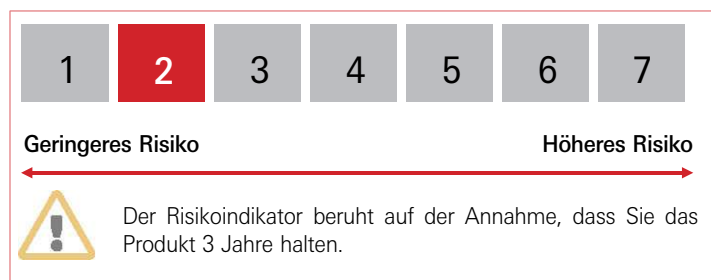 1 2 3 4 5 6 7
Geringeres Risiko Höheres Risiko
Der Risikoindikator beruht auf der Annahme, dass Sie das
Produkt 3 Jahre halten.